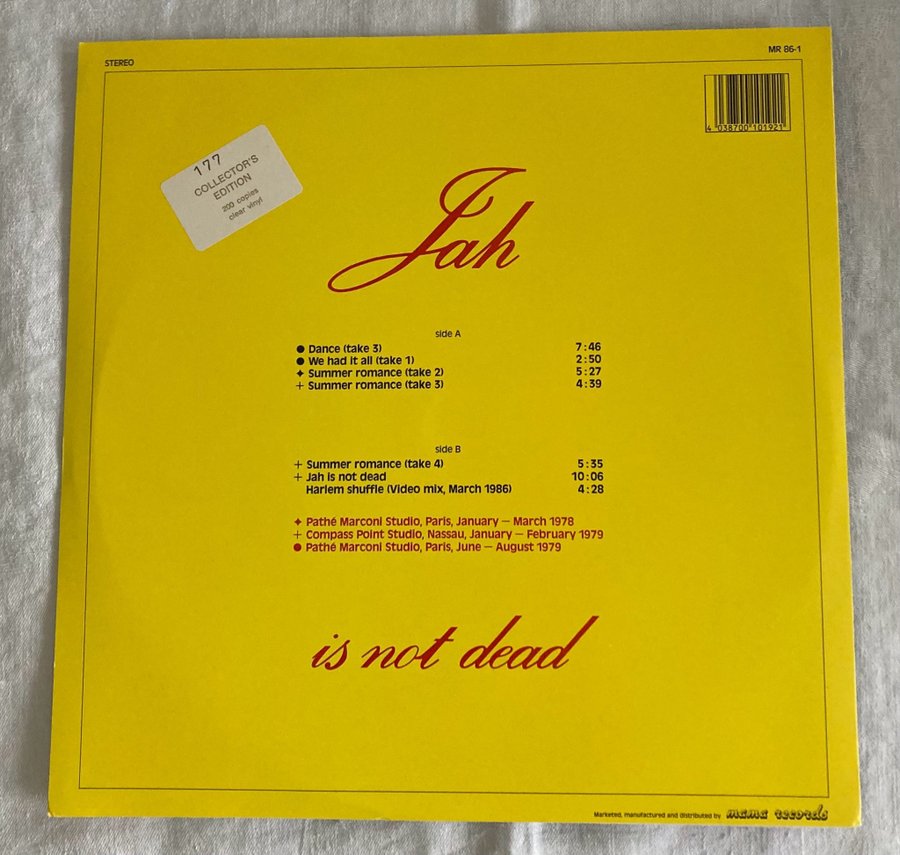 STEREO
MR 86-1
4 038700 101921
177
COLLECTOR'S
EDITION
200 copies
clear vinyl
Jah
side A
● Dance (take 3) 7:46
● We had it all (take 1) 2:50
✦ Summer romance (take 2) 5:27
+ Summer romance (take 3) 4:39
side B
+ Summer romance (take 4) 5:35
+ Jah is not dead 10:06
Harlem shuffle (Video mix, March 1986) 4:28
✦ Pathé Marconi Studio, Paris, January – March 1978
+ Compass Point Studio, Nassau, January – February 1979
● Pathé Marconi Studio, Paris, June – August 1979
is not dead
Marketed, manufactured and distributed by mama records